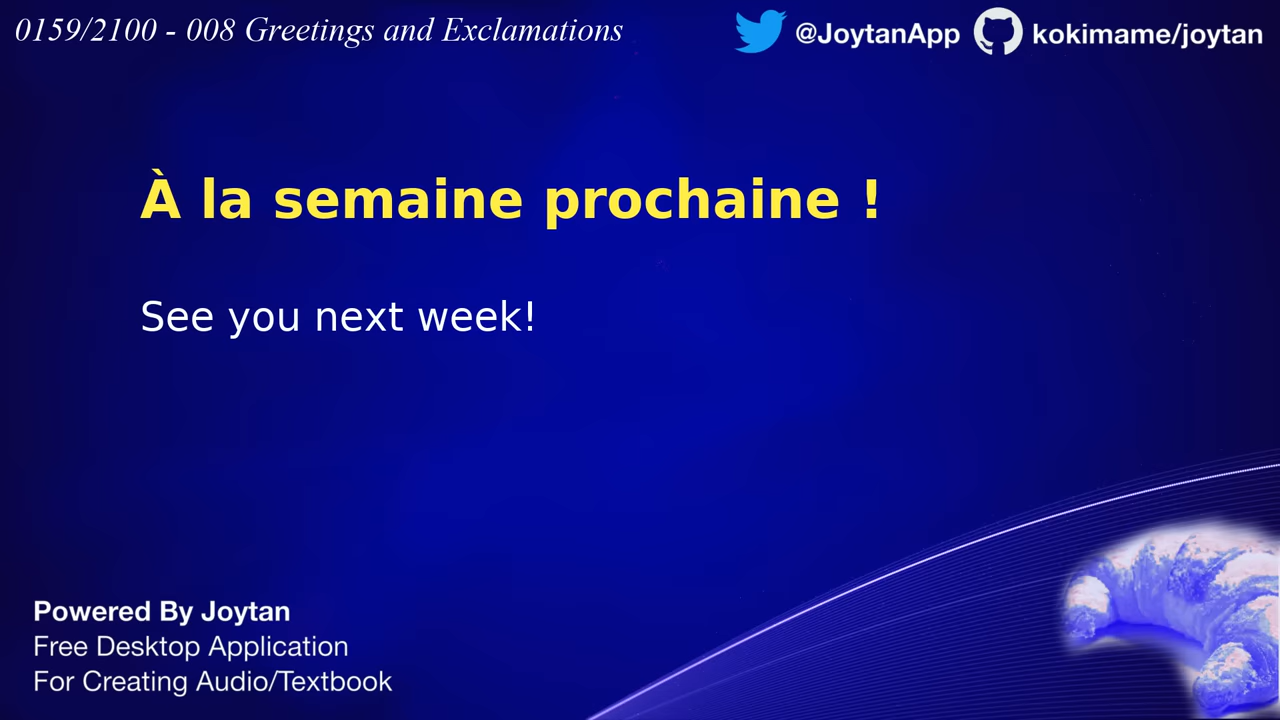 0159/2100 - 008 Greetings and Exclamations
@JoytanApp
kokimame/joytan
À la semaine prochaine !
See you next week!
Powered By Joytan
Free Desktop Application
For Creating Audio/Textbook